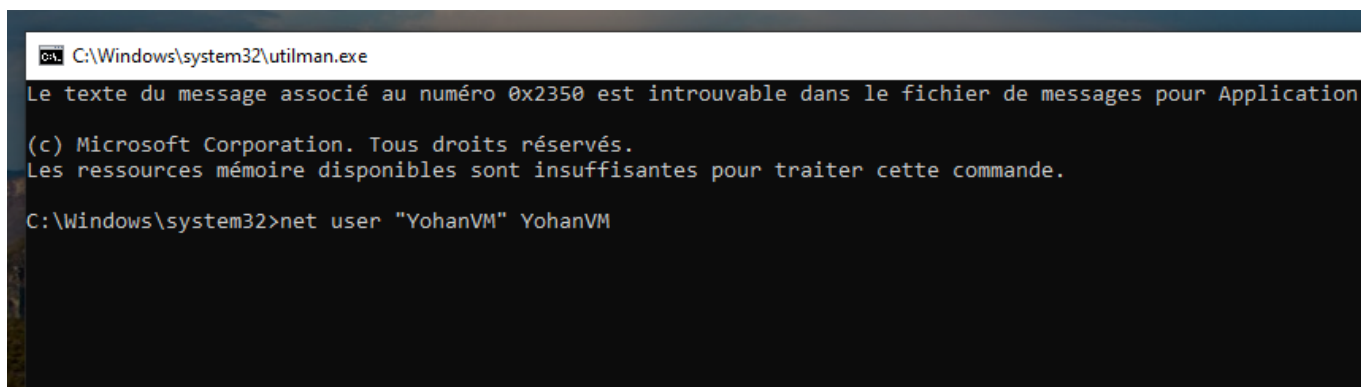 C:\Windows\system32\utilman.exe
Le texte du message associé au numéro 0x2350 est introuvable dans le fichier de messages pour Application
(c) Microsoft Corporation. Tous droits réservés.
Les ressources mémoire disponibles sont insuffisantes pour traiter cette commande.
C:\Windows\system32>net user "YohanVM" YohanVM